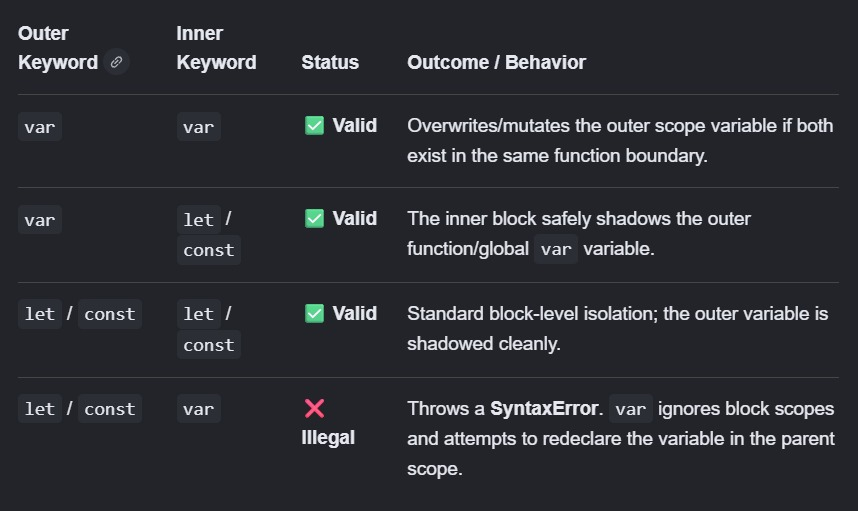 Outer Keyword
Inner Keyword
Status
Outcome / Behavior
var
var
Valid
Overwrites/mutates the outer scope variable if both
exist in the same function boundary.
var
let /
const
Valid
The inner block safely shadows the outer
function/global var variable.
let / const
let /
const
Valid
Standard block-level isolation; the outer variable is
shadowed cleanly.
let / const
var
Illegal
Throws a SyntaxError. var ignores block scopes
and attempts to redeclare the variable in the parent
scope.